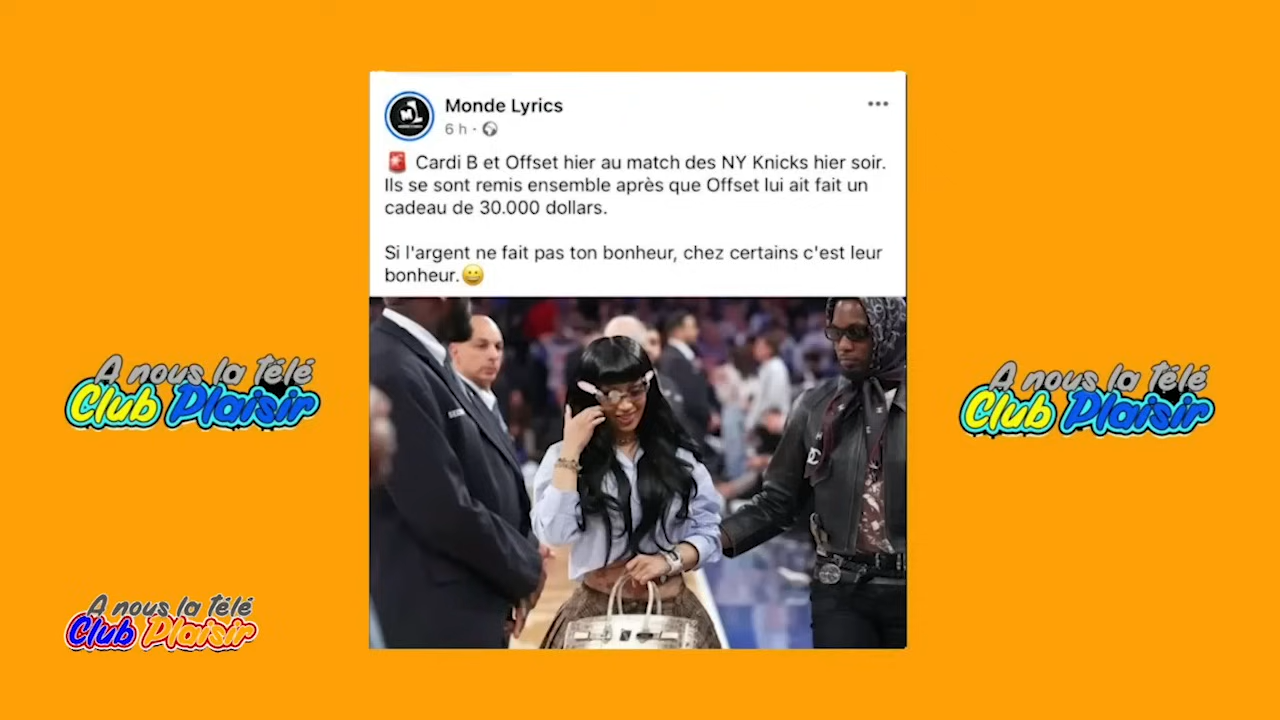 Monde Lyrics
6 h ·
🚨 Cardi B et Offset hier au match des NY Knicks hier soir.
Ils se sont remis ensemble après que Offset lui ait fait un
cadeau de 30.000 dollars.
Si l'argent ne fait pas ton bonheur, chez certains c'est leur
bonheur.😀
A nous la télé
Club Plaisir
A nous la télé
Club Plaisir
A nous la télé
Club Plaisir